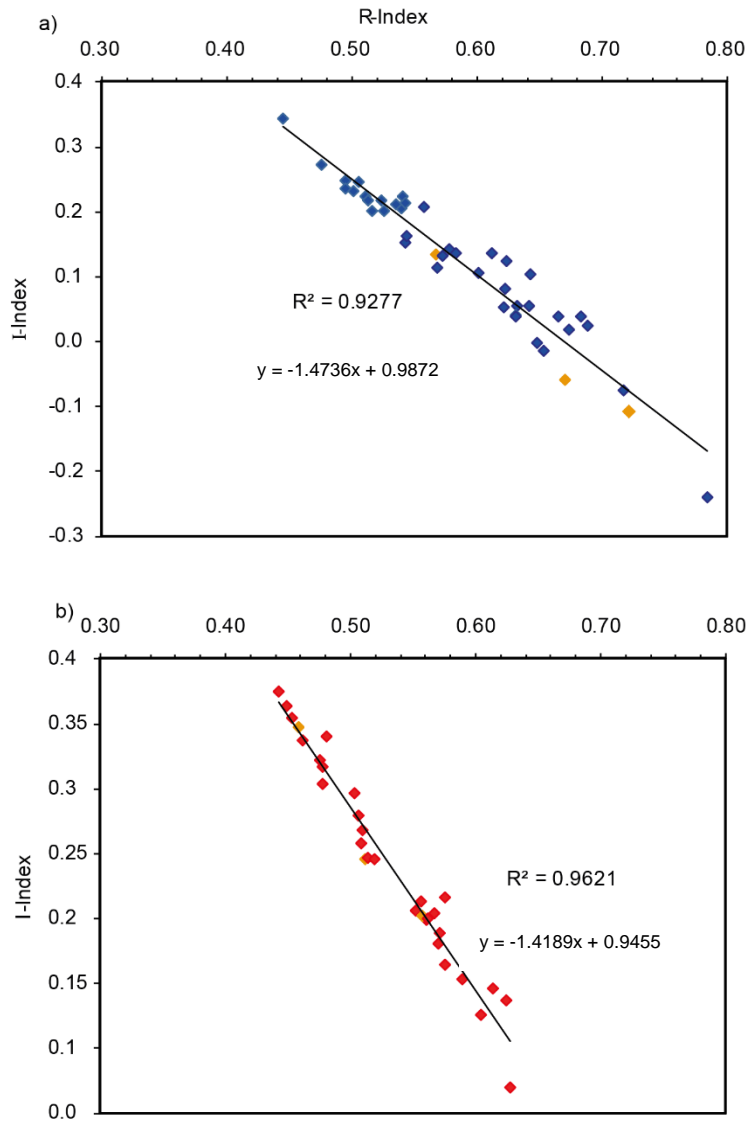 R-Index
a)
0.30 0.40 0.50 0.60 0.70 0.80
0.4
0.3
0.2
0.1
0.0
-0.1
-0.2
-0.3
I-Index
R² = 0.9277
y = -1.4736x + 0.9872
b)
0.30 0.40 0.50 0.60 0.70 0.80
0.4
0.35
0.3
0.25
0.2
0.15
0.1
0.0
I-Index
R² = 0.9621
y = -1.4189x + 0.9455